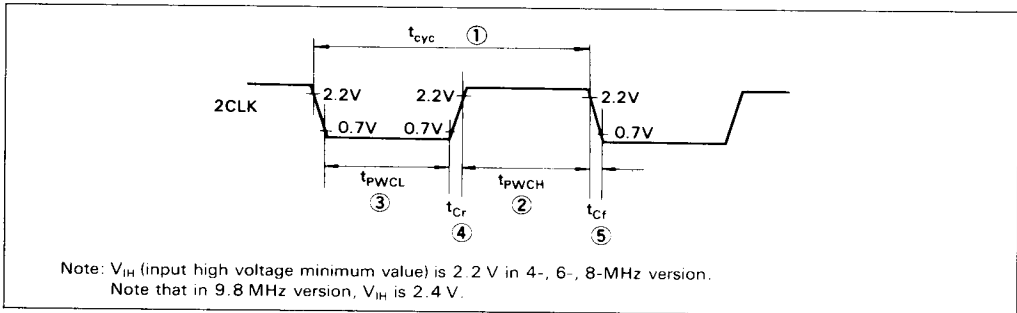 tcyc ①
2CLK
2.2V 2.2V 2.2V
0.7V 0.7V 0.7V
tPWCL tPWCH
③ tCr ② tCf
④ ⑤
Note: VIH (input high voltage minimum value) is 2.2 V in 4-, 6-, 8-MHz version.
Note that in 9.8 MHz version, VIH is 2.4 V.